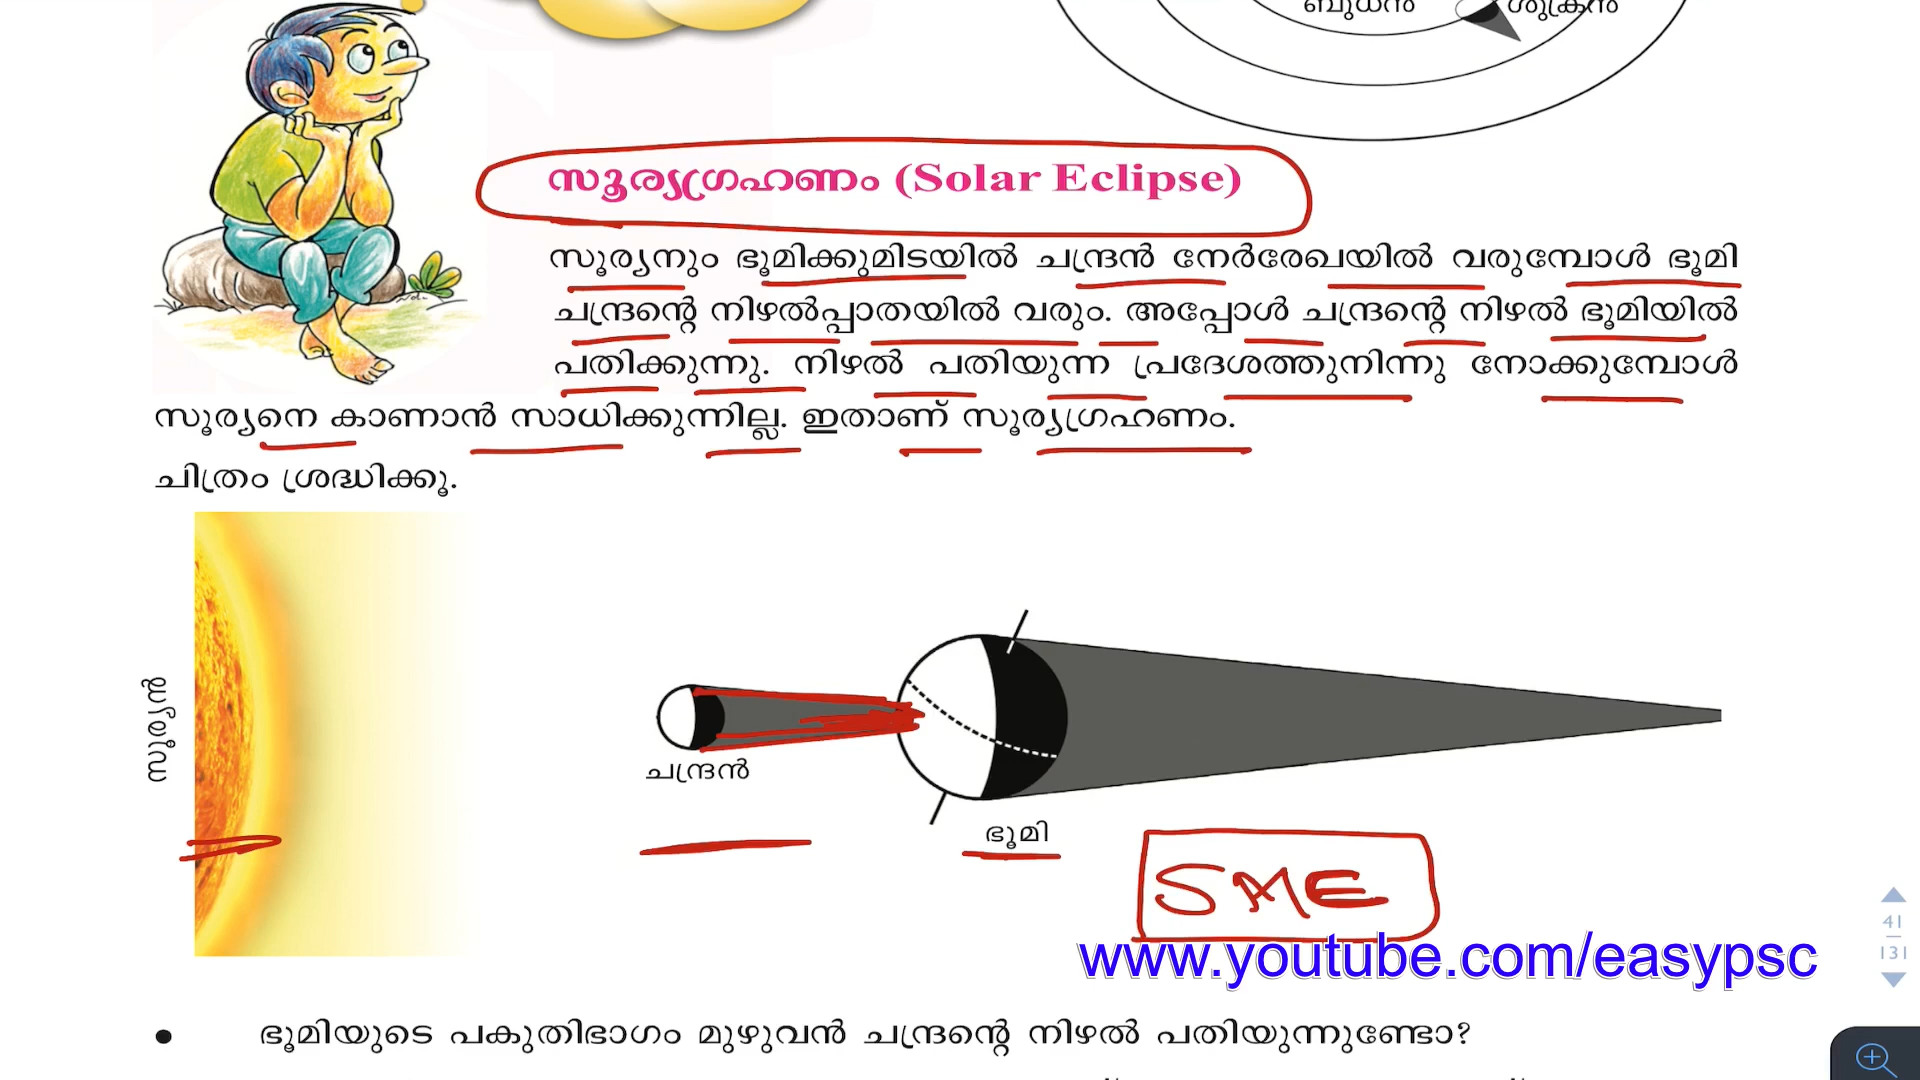 ബുധൻ
ശുക്രൻ
സൂര്യഗ്രഹണം (Solar Eclipse)
സൂര്യനും ഭൂമിക്കുമിടയിൽ ചന്ദ്രൻ നേർരേഖയിൽ വരുമ്പോൾ ഭൂമി
ചന്ദ്രന്റെ നിഴൽപ്പാതയിൽ വരും. അപ്പോൾ ചന്ദ്രന്റെ നിഴൽ ഭൂമിയിൽ
പതിക്കുന്നു. നിഴൽ പതിയുന്ന പ്രദേശത്തുനിന്നു നോക്കുമ്പോൾ
സൂര്യനെ കാണാൻ സാധിക്കുന്നില്ല. ഇതാണ് സൂര്യഗ്രഹണം.
ചിത്രം ശ്രദ്ധിക്കൂ.
സൂര്യൻ
ചന്ദ്രൻ
ഭൂമി
SME
www.youtube.com/easypsc
41
131
• ഭൂമിയുടെ പകുതിഭാഗം മുഴുവൻ ചന്ദ്രന്റെ നിഴൽ പതിയുന്നുണ്ടോ?